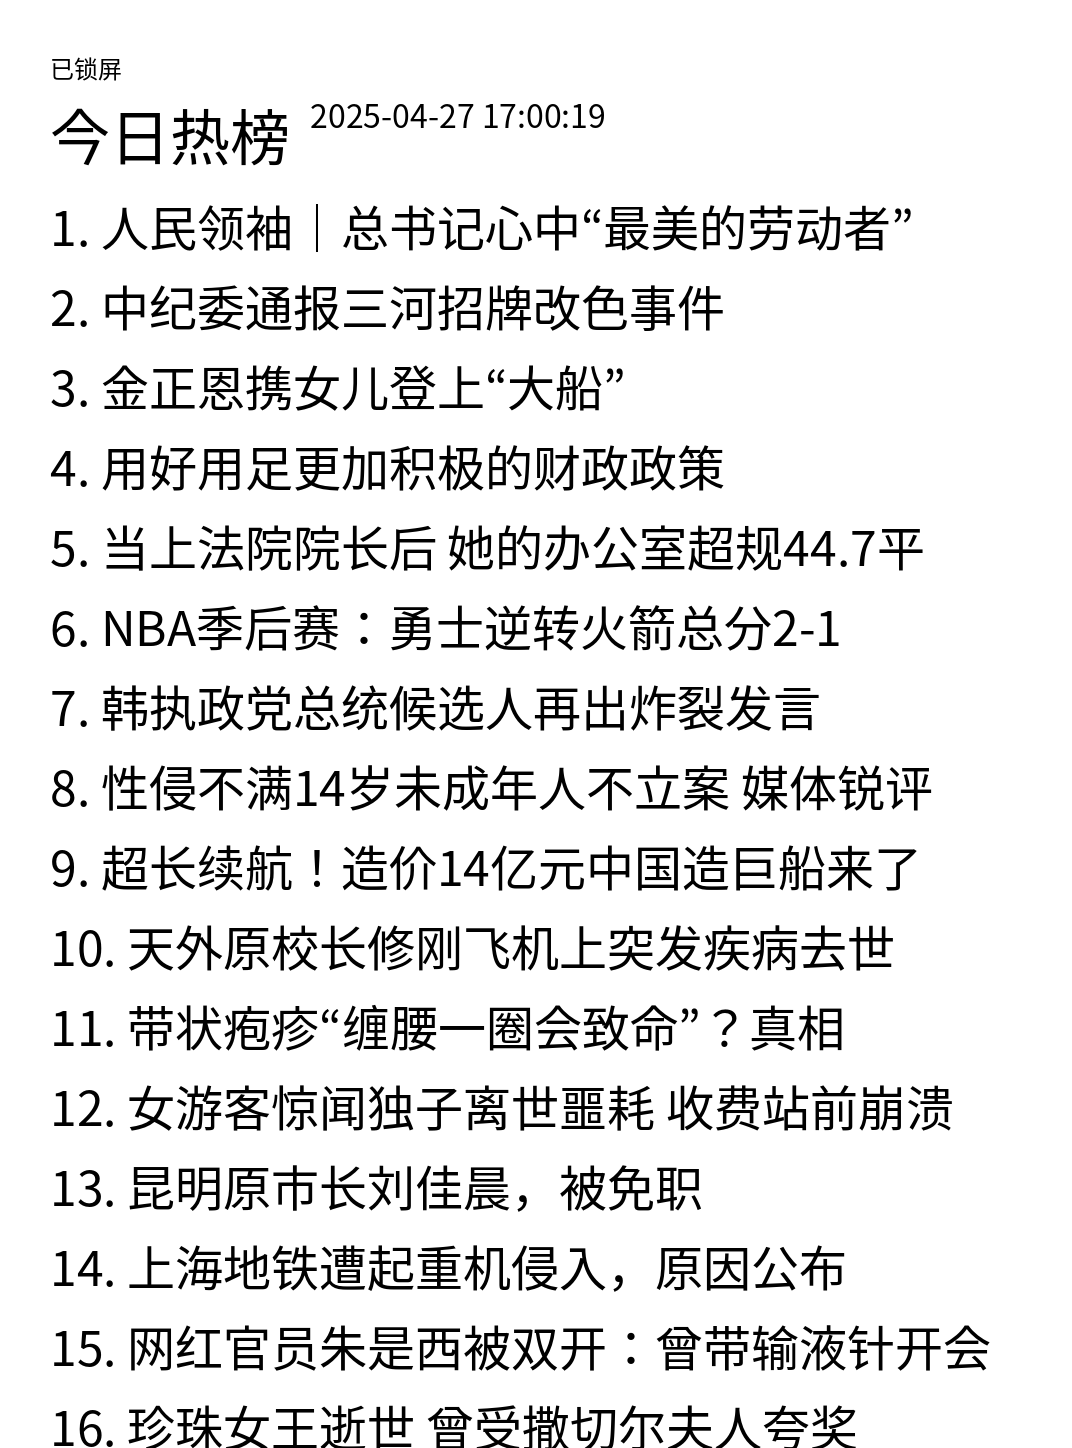 已锁屏
今日热榜 2025-04-27 17:00:19
1. 人民领袖｜总书记心中“最美的劳动者”
2. 中纪委通报三河招牌改色事件
3. 金正恩携女儿登上“大船”
4. 用好用足更加积极的财政政策
5. 当上法院院长后 她的办公室超规44.7平
6. NBA季后赛：勇士逆转火箭总分2-1
7. 韩执政党总统候选人再出炸裂发言
8. 性侵不满14岁未成年人不立案 媒体锐评
9. 超长续航！造价14亿元中国造巨船来了
10. 天外原校长修刚飞机上突发疾病去世
11. 带状疱疹“缠腰一圈会致命”？真相
12. 女游客惊闻独子离世噩耗 收费站前崩溃
13. 昆明原市长刘佳晨，被免职
14. 上海地铁遭起重机侵入，原因公布
15. 网红官员朱是西被双开：曾带输液针开会
16. 珍珠女王逝世 曾受撒切尔夫人夸奖